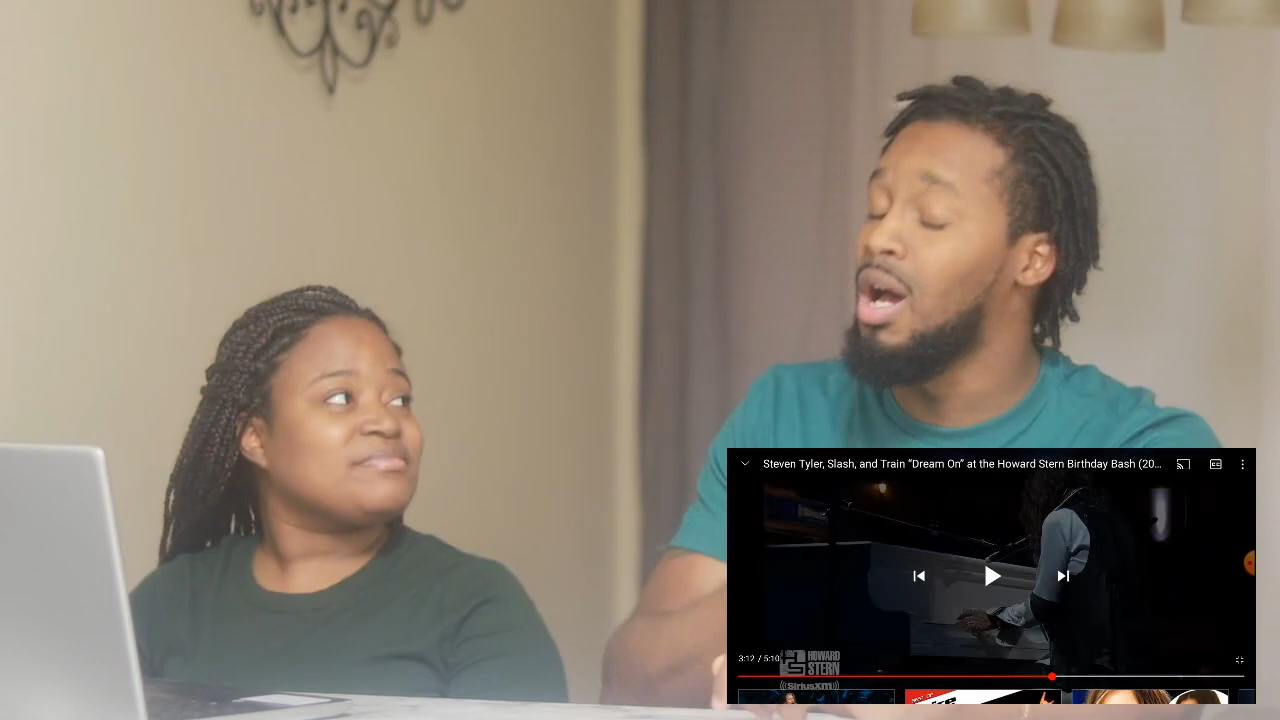 Steven Tyler, Slash, and Train “Dream On” at the Howard Stern Birthday Bash (20...
CC
3:12 / 5:10
HOWARD
STERN
((SiriusXM))